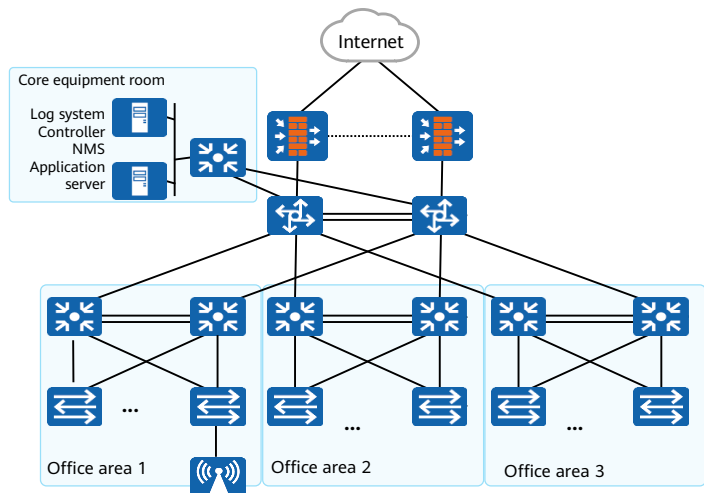 Internet
Core equipment room
Log system
Controller
NMS
Application
server
...
...
...
Office area 1
Office area 2
Office area 3